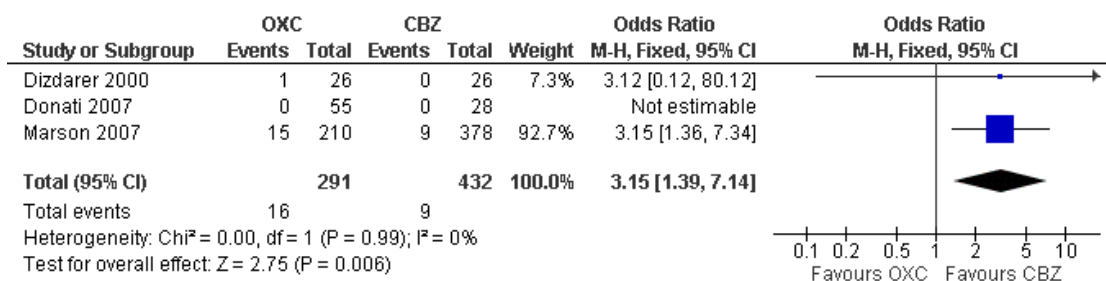 OXC CBZ Odds Ratio Odds Ratio
Study or Subgroup Events Total Events Total Weight M-H, Fixed, 95% CI M-H, Fixed, 95% CI
Dizdarer 2000 1 26 0 26 7.3% 3.12 [0.12, 80.12]
Donati 2007 0 55 0 28 Not estimable
Marson 2007 15 210 9 378 92.7% 3.15 [1.36, 7.34]
Total (95% CI) 291 432 100.0% 3.15 [1.39, 7.14]
Total events 16 9
Heterogeneity: Chi² = 0.00, df = 1 (P = 0.99); I² = 0%
Test for overall effect: Z = 2.75 (P = 0.006)
0.1 0.2 0.5 1 2 5 10
Favours OXC Favours CBZ